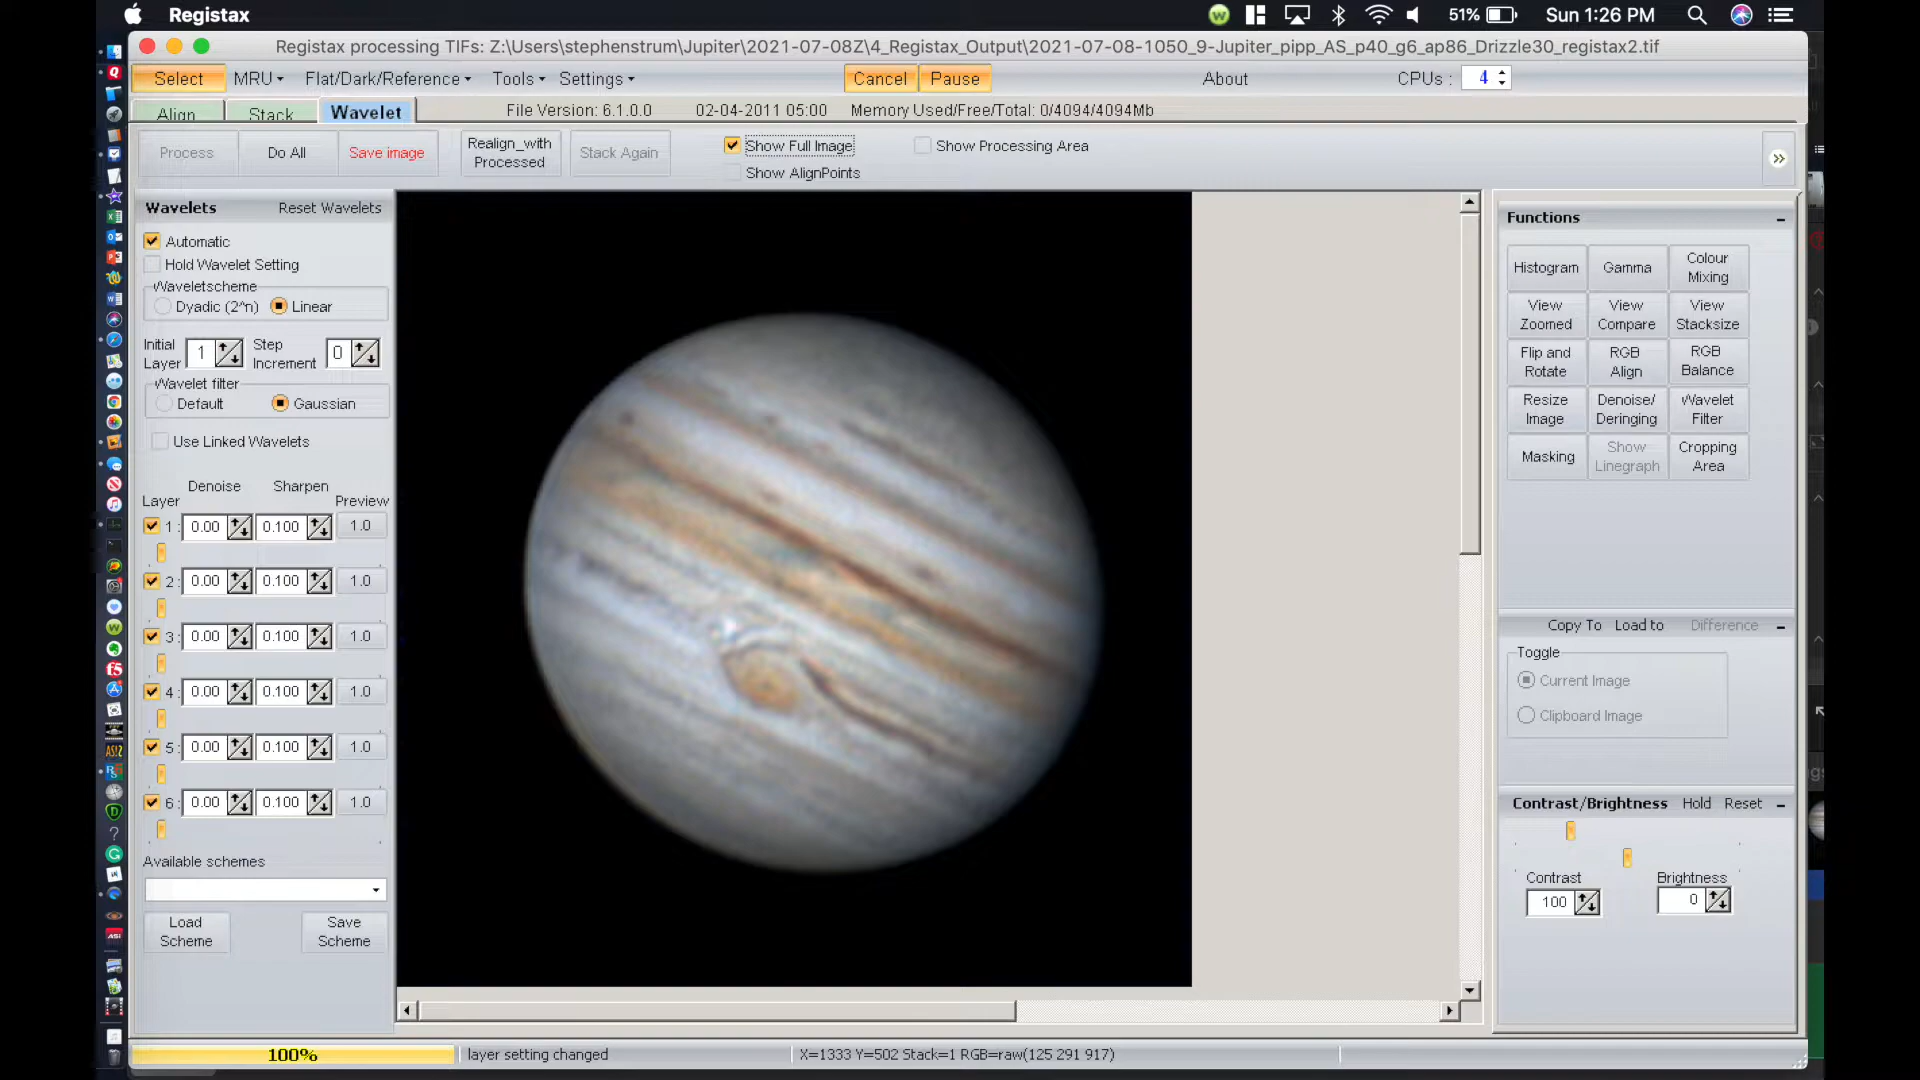 Registax
51%
Sun 1:26 PM
Registax processing TIFs: Z:\Users\stephenstrum\Jupiter\2021-07-08Z\4_Registax_Output\2021-07-08-1050_9-Jupiter_pipp_AS_p40_g6_ap86_Drizzle30_registax2.tif
Select MRU Flat/Dark/Reference Tools Settings Cancel Pause About CPUs : 4
Align Stack Wavelet File Version: 6.1.0.0 02-04-2011 05:00 Memory Used/Free/Total: 0/4094/4094Mb
Process Do All Save image
Realign_with
Processed
Stack Again
Show Full Image
Show Processing Area
Show AlignPoints
Wavelets Reset Wavelets
Automatic
Hold Wavelet Setting
Waveletscheme
Dyadic (2^n) Linear
Initial
Layer
1
Step
Increment
0
Wavelet filter
Default Gaussian
Use Linked Wavelets
Denoise Sharpen
Layer Preview
1 : 0.00 0.100 1.0
2 : 0.00 0.100 1.0
3 : 0.00 0.100 1.0
4 : 0.00 0.100 1.0
5 : 0.00 0.100 1.0
6 : 0.00 0.100 1.0
Available schemes
Load
Scheme
Save
Scheme
Functions
Histogram Gamma
Colour
Mixing
View
Zoomed
View
Compare
View
Stacksize
Flip and
Rotate
RGB
Align
RGB
Balance
Resize
Image
Denoise/
Deringing
Wavelet
Filter
Masking
Show
Linegraph
Cropping
Area
Copy To Load to Difference
Toggle
Current Image
Clipboard Image
Contrast/Brightness Hold Reset
Contrast Brightness
100 0
100% layer setting changed X=1333 Y=502 Stack=1 RGB=raw(125 291 917)